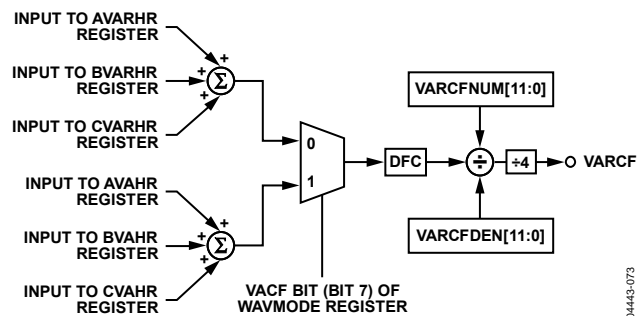 INPUT TO AVARHR
REGISTER
+
INPUT TO BVARHR
REGISTER
+
Σ
INPUT TO CVARHR
REGISTER
+
INPUT TO AVAHR
REGISTER
+
INPUT TO BVAHR
REGISTER
+
Σ
INPUT TO CVAHR
REGISTER
+
0
1
VACF BIT (BIT 7) OF
WAVMODE REGISTER
DFC
VARCFNUM[11:0]
÷
÷4
VARCF
VARCFDEN[11:0]
04443-073